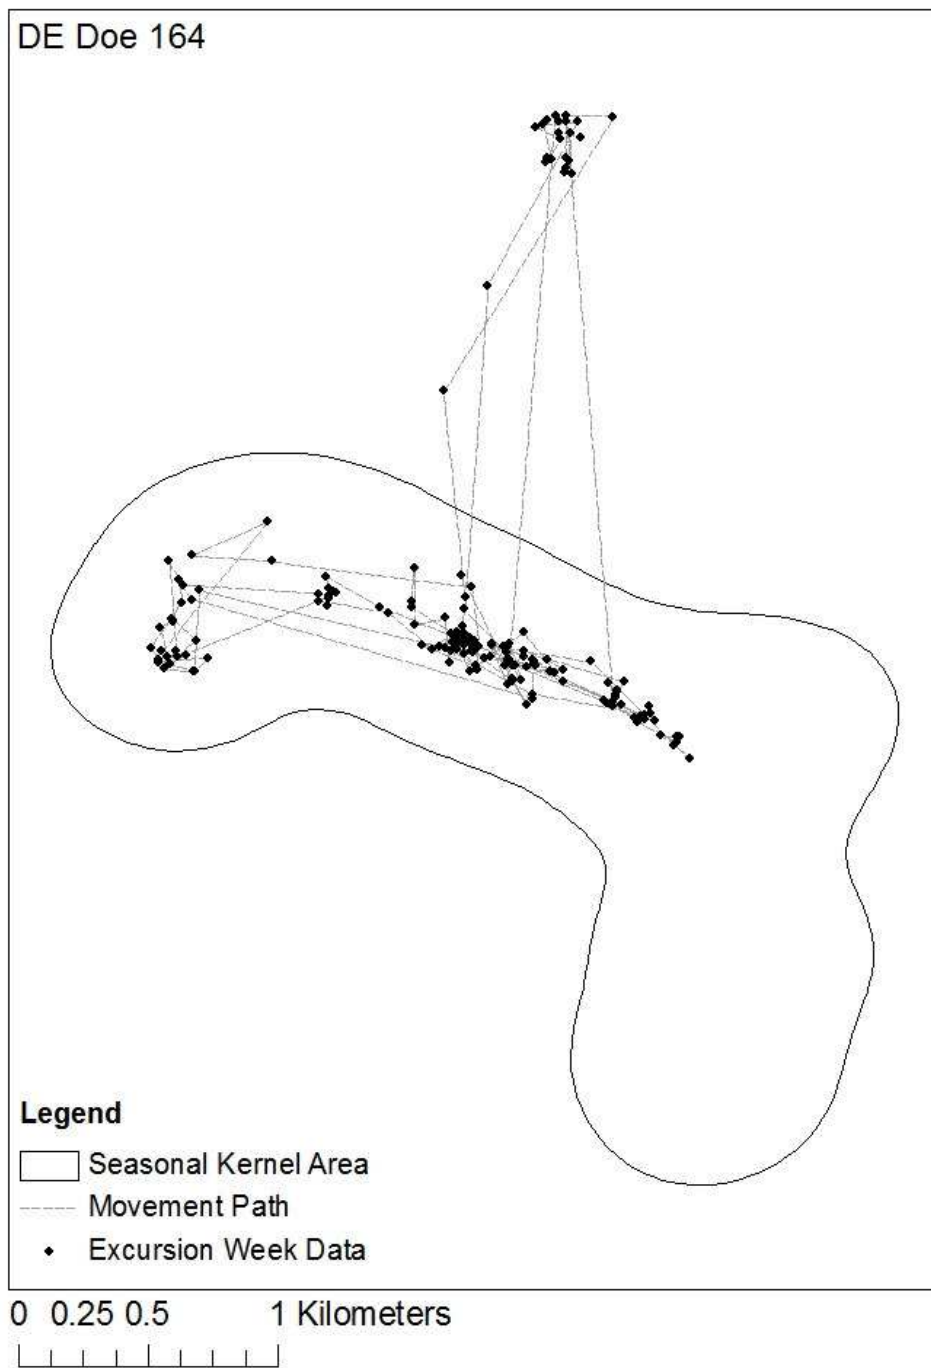 DE Doe 164
Legend
Seasonal Kernel Area
Movement Path
Excursion Week Data
0 0.25 0.5 1 Kilometers